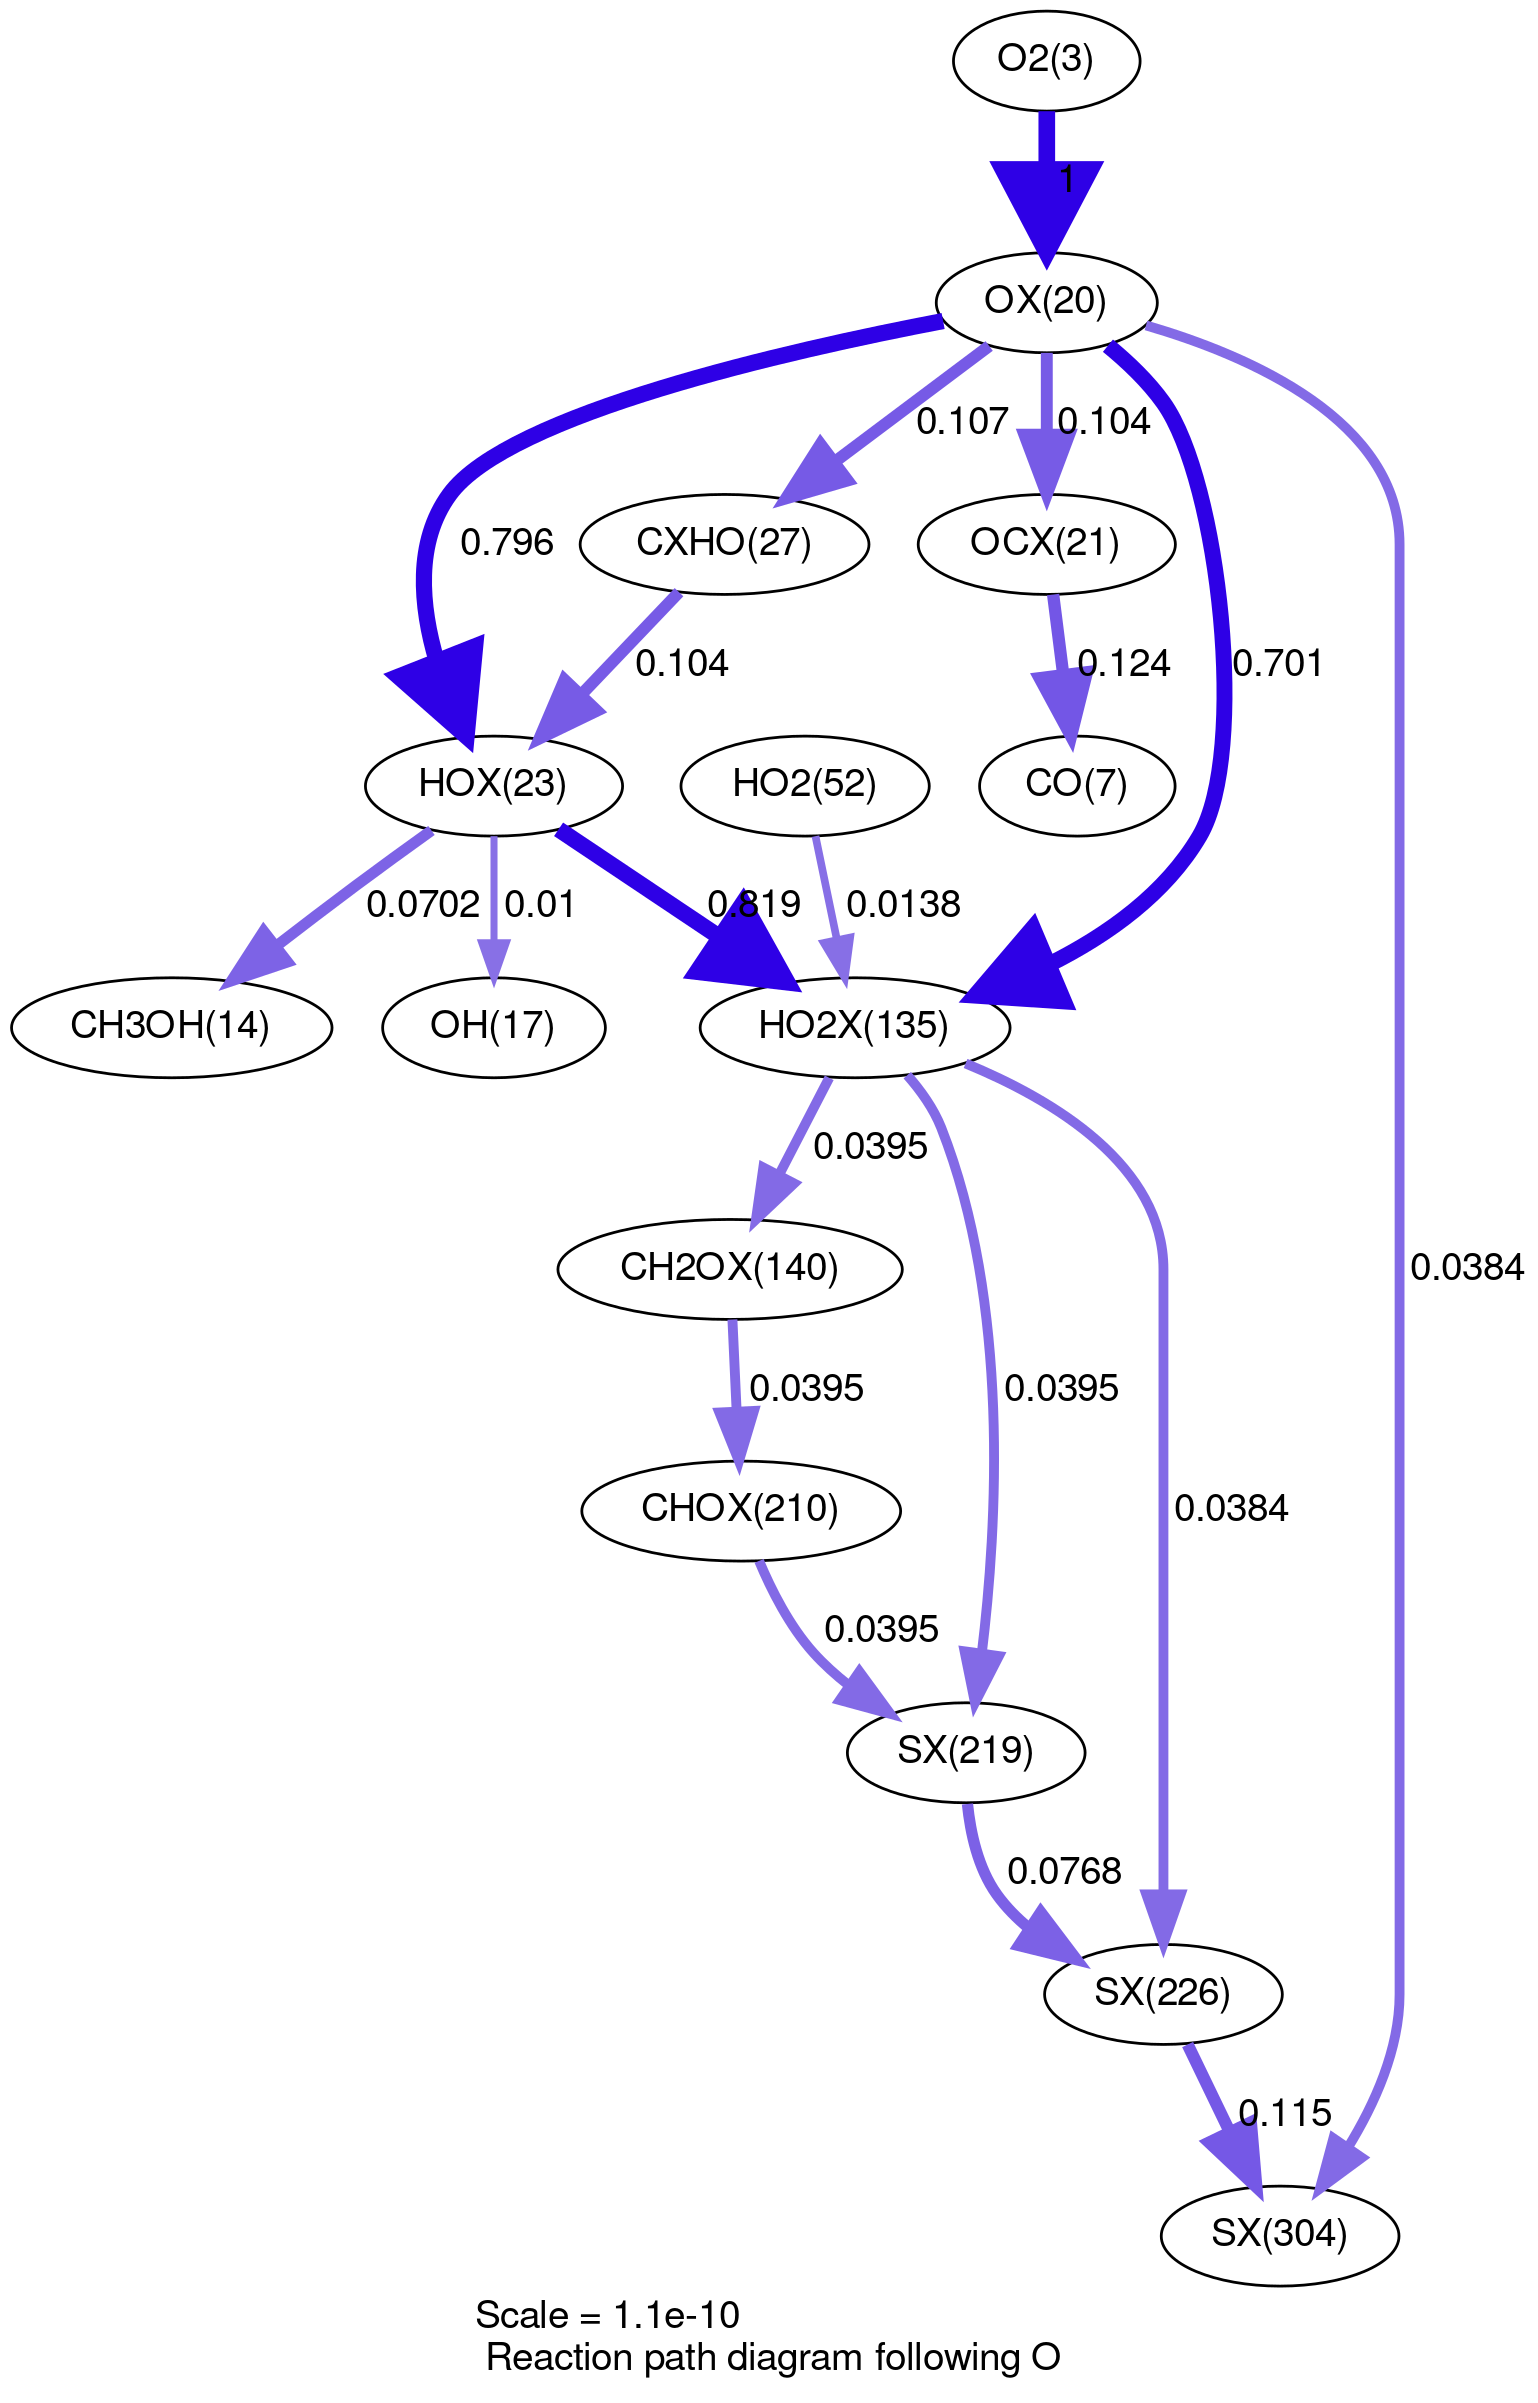 O2(3)
1
OX(20)
0.107
0.104
0.796
CXHO(27)
OCX(21)
0.104
0.124
0.701
HOX(23)
HO2(52)
CO(7)
0.0702
0.01
0.819
0.0138
CH3OH(14)
OH(17)
HO2X(135)
0.0395
CH2OX(140)
0.0384
0.0395
0.0395
CHOX(210)
0.0384
0.0395
SX(219)
0.0768
SX(226)
0.115
SX(304)
Scale = 1.1e-10
Reaction path diagram following O